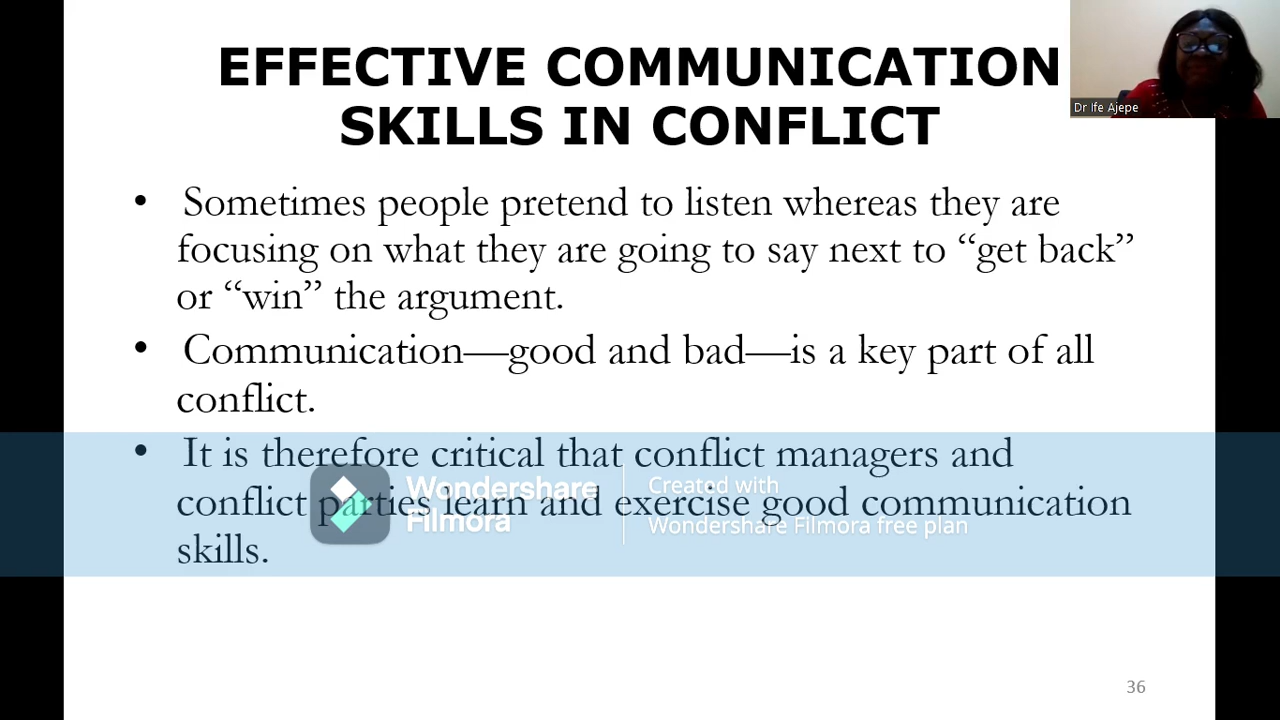 EFFECTIVE COMMUNICATION
SKILLS IN CONFLICT
Dr Ife Ajepe
• Sometimes people pretend to listen whereas they are
focusing on what they are going to say next to “get back”
or “win” the argument.
• Communication—good and bad—is a key part of all
conflict.
• It is therefore critical that conflict managers and
conflict parties learn and exercise good communication
skills.
Wondershare
Filmora
Created with
Wondershare Filmora free plan
36